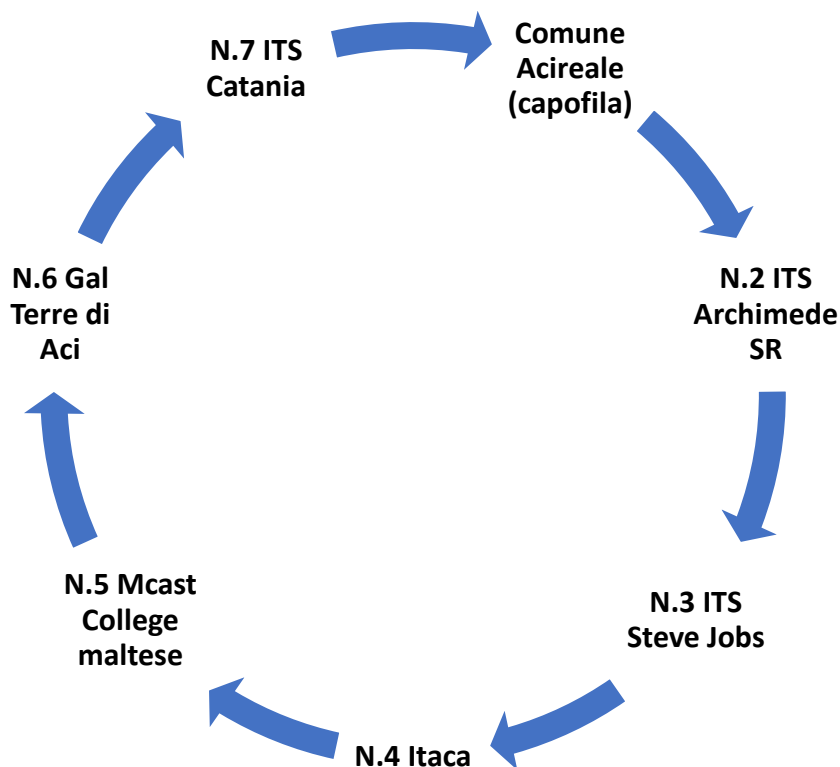 Comune
Acireale
(capofila)
N.2 ITS
Archimede
SR
N.3 ITS
Steve Jobs
N.4 Itaca
N.5 Mcast
College
maltese
N.6 Gal
Terre di
Aci
N.7 ITS
Catania